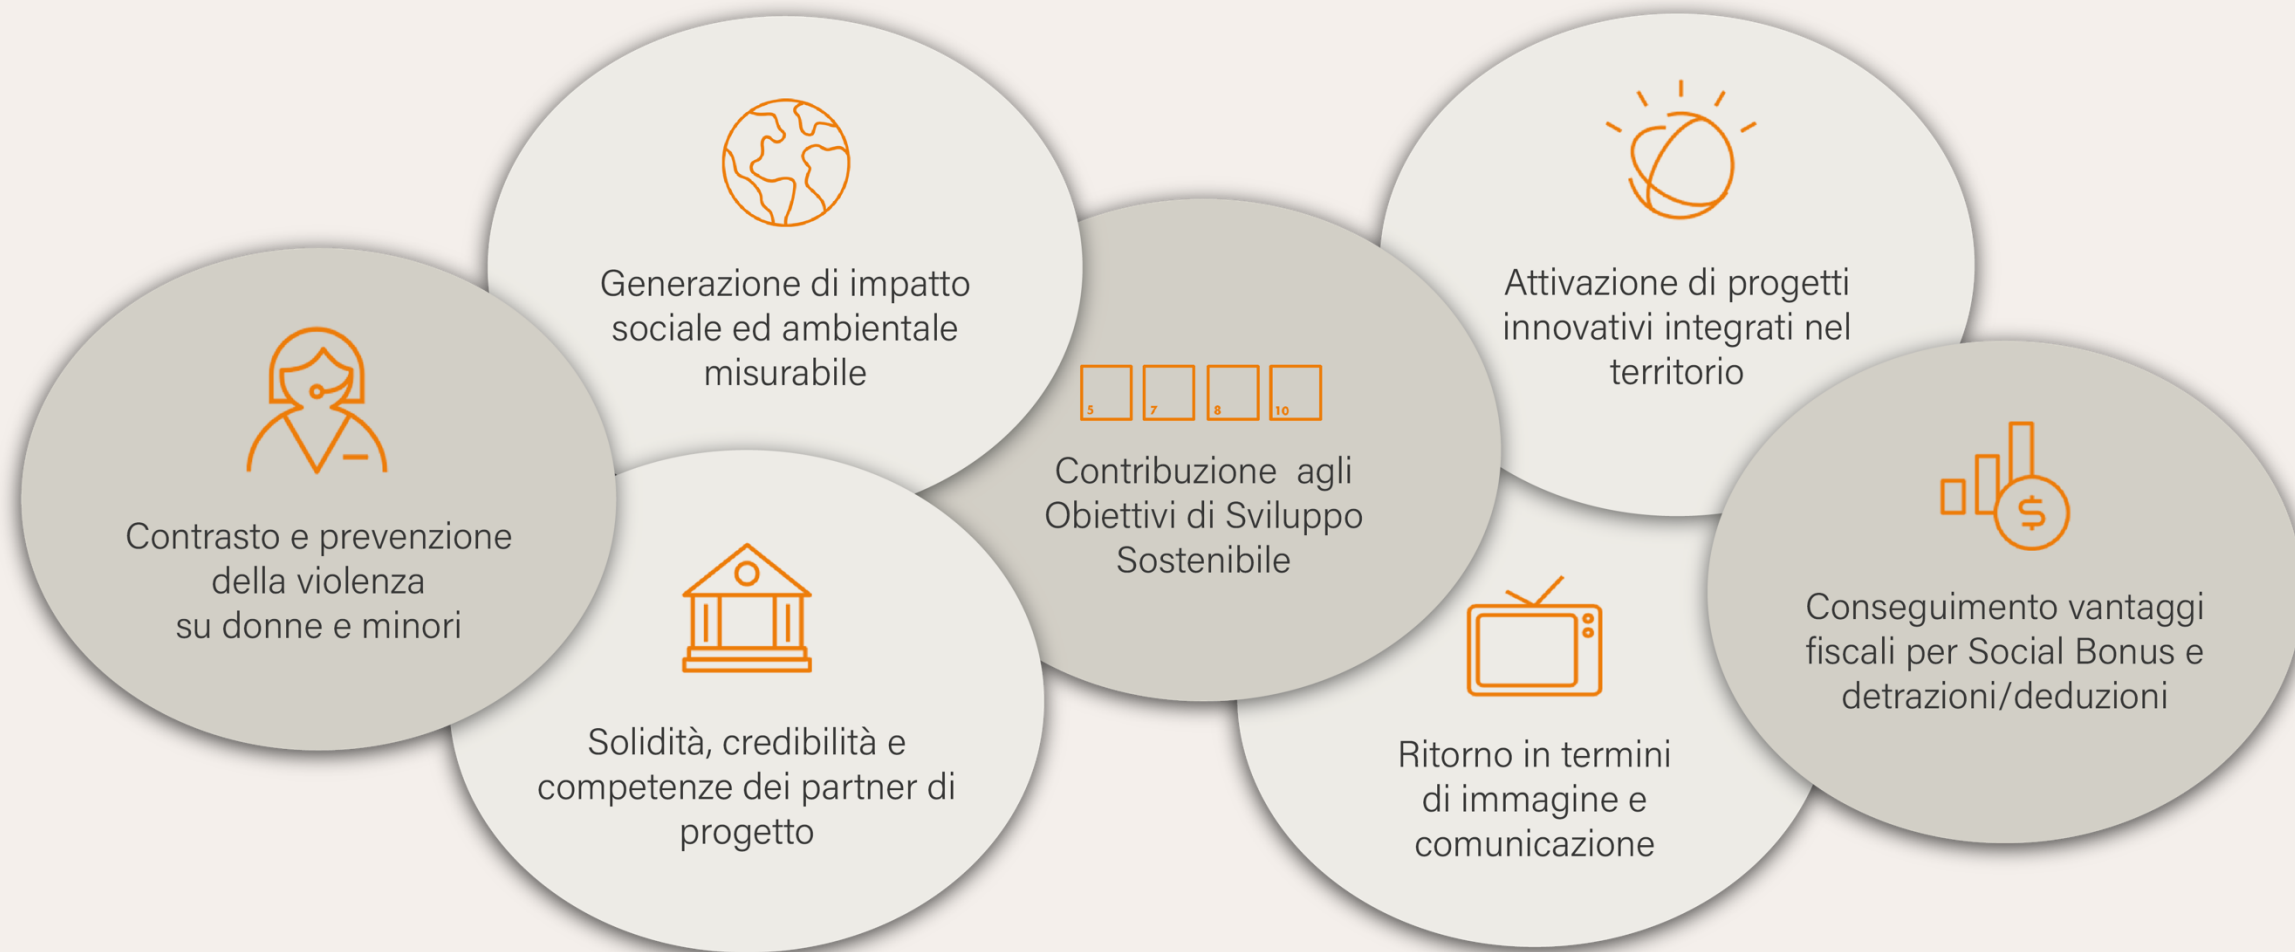 Contrasto e prevenzione
della violenza
su donne e minori
Generazione di impatto
sociale ed ambientale
misurabile
Solidità, credibilità e
competenze dei partner di
progetto
5 7 8 10
Contribuzione agli
Obiettivi di Sviluppo
Sostenibile
Attivazione di progetti
innovativi integrati nel
territorio
Ritorno in termini
di immagine e
comunicazione
$
Conseguimento vantaggi
fiscali per Social Bonus e
detrazioni/deduzioni